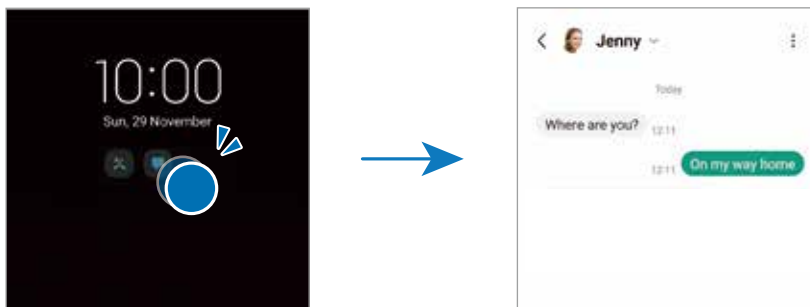 10:00
Sun, 29 November
Jenny
Today
Where are you?
12:11
12:11
On my way home